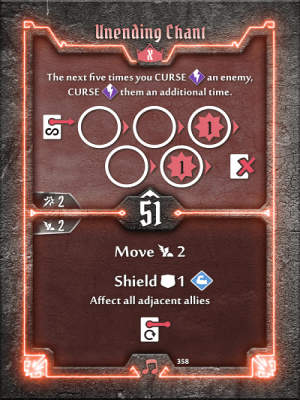 Unending Chant
X
The next five times you CURSE an enemy,
CURSE them an additional time.
1
1
2
51
2
Move 2
Shield 1
Affect all adjacent allies
358